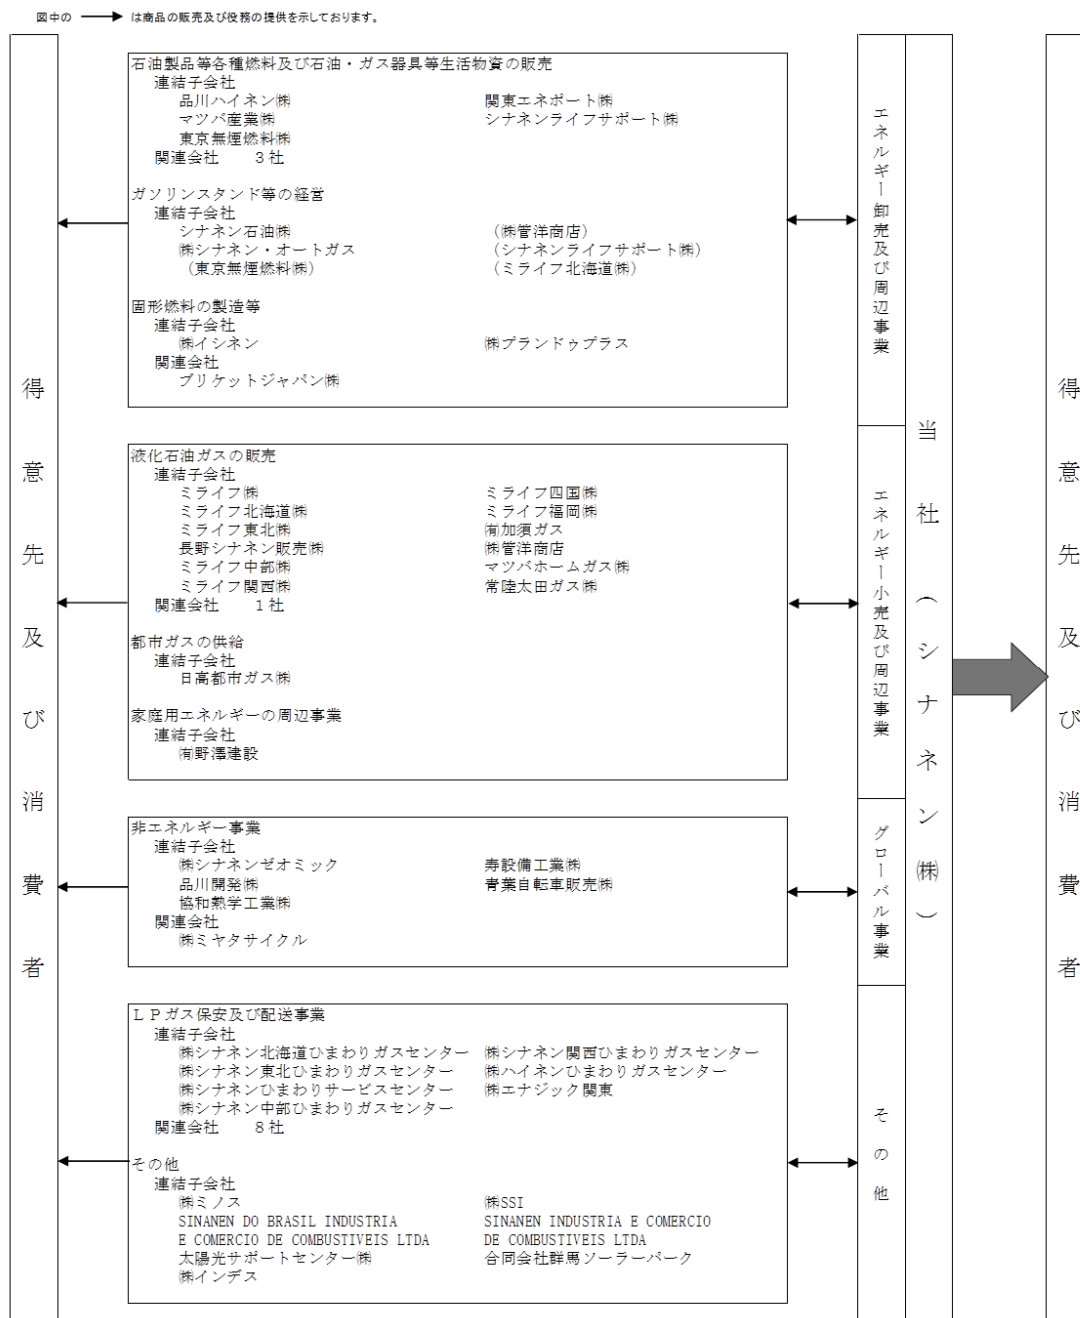 図中の は商品の販売及び役務の提供を示しております。
得意先及び消費者
石油製品等各種燃料及び石油・ガス器具等生活物資の販売
連結子会社
品川ハイネン㈱ 関東エネポート㈱
マツバ産業㈱ シナネンライフサポート㈱
東京無煙燃料㈱
関連会社 3社
ガソリンスタンド等の経営
連結子会社
シナネン石油㈱ (㈱菅洋商店)
㈱シナネン・オートガス (シナネンライフサポート㈱)
(東京無煙燃料㈱) (ミライフ北海道㈱)
固形燃料の製造等
連結子会社
㈱イシネン ㈱プランドゥプラス
関連会社
ブリケットジャパン㈱
液化石油ガスの販売
連結子会社
ミライフ㈱ ミライフ四国㈱
ミライフ北海道㈱ ミライフ福岡㈱
ミライフ東北㈱ ㈲加須ガス
長野シナネン販売㈱ ㈱菅洋商店
ミライフ中部㈱ マツバホームガス㈱
ミライフ関西㈱ 常陸太田ガス㈱
関連会社 1社
都市ガスの供給
連結子会社
日高都市ガス㈱
家庭用エネルギーの周辺事業
連結子会社
㈲野澤建設
非エネルギー事業
連結子会社
㈱シナネンゼオミック 寿設備工業㈱
品川開発㈱ 青葉自転車販売㈱
協和熱学工業㈱
関連会社
㈱ミヤタサイクル
LPガス保安及び配送事業
連結子会社
㈱シナネン北海道ひまわりガスセンター ㈱シナネン関西ひまわりガスセンター
㈱シナネン東北ひまわりガスセンター ㈱ハイネンひまわりガスセンター
㈱シナネンひまわりサービスセンター ㈱エナジック関東
㈱シナネン中部ひまわりガスセンター
関連会社 8社
その他
連結子会社
㈱ミノス ㈱SSI
SINANEN DO BRASIL INDUSTRIA SINANEN INDUSTRIA E COMERCIO
E COMERCIO DE COMBUSTIVEIS LTDA DE COMBUSTIVEIS LTDA
太陽光サポートセンター㈱ 合同会社群馬ソーラーパーク
㈱インデス
エネルギー卸売及び周辺事業
エネルギー小売及び周辺事業
グローバル事業
その他
当社(シナネン㈱)
得意先及び消費者